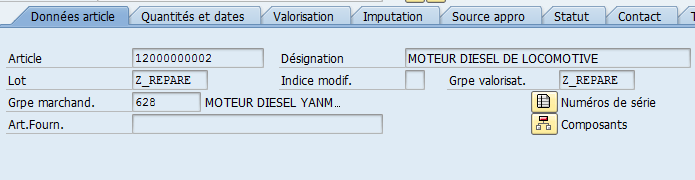 Données article Quantités et dates Valorisation Imputation Source appro Statut Contact
Article 12000000002 Désignation MOTEUR DIESEL DE LOCOMOTIVE
Lot Z_REPARE Indice modif. Grpe valorisat. Z_REPARE
Grpe marchand. 628 MOTEUR DIESEL YANM… Numéros de série
Art.Fourn. Composants